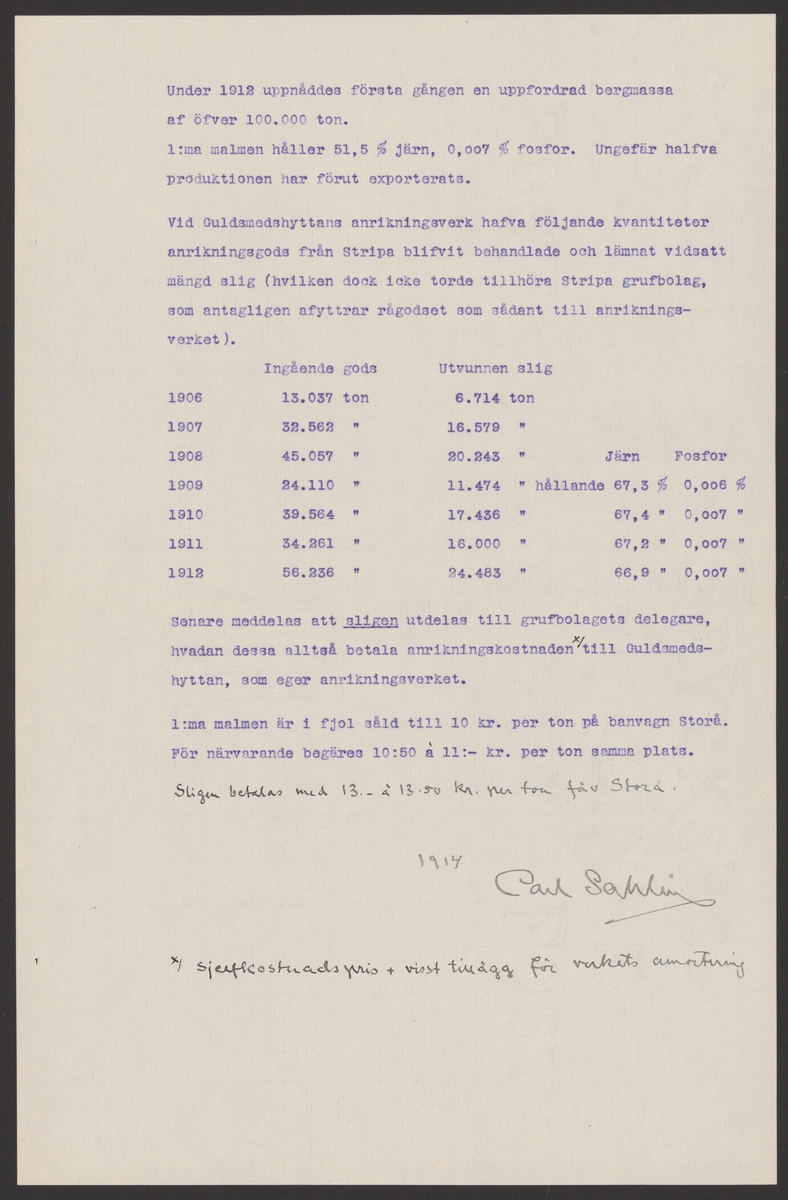 Under 1912 uppnåddes första gången en uppfordrad bergmassa
af öfver 100.000 ton.
1:ma malmen håller 51,5 % järn, 0,007 % fosfor. Ungefär halfva
produktionen har förut exporterats.
Vid Guldsmedshyttans anrikningsverk hafva följande kvantiteter
anrikningsgods från Stripa blifvit behandlade och lämnat vidsatt
mängd slig (hvilken dock icke torde tillhöra Stripa grufbolag,
som antagligen afyttrar rågodset som sådant till anriknings-
verket).
Ingående gods Utvunnen slig
1906 13.037 ton 6.714 ton
1907 32.562 " 16.579 "
1908 45.057 " 20.243 " Järn Fosfor
1909 24.110 " 11.474 " hållande 67,3 % 0,006 %
1910 39.564 " 17.436 " 67,4 " 0,007 "
1911 34.261 " 16.000 " 67,2 " 0,007 "
1912 56.236 " 24.483 " 66,9 " 0,007 "
Senare meddelas att sligen utdelas till grufbolagets delegare,
hvadan dessa alltså betala anrikningskostnaden x/ till Guldsmeds-
hyttan, som eger anrikningsverket.
1:ma malmen är i fjol såld till 10 kr. per ton på banvagn Storå.
För närvarande begäres 10:50 à 11:- kr. per ton samma plats.
Sligen betalas med 13.- à 13.50 kr. per ton fåv Storå.
1914
Carl Sahlin
x/ sjelfkostnadspris + visst tillägg för verkets amortering